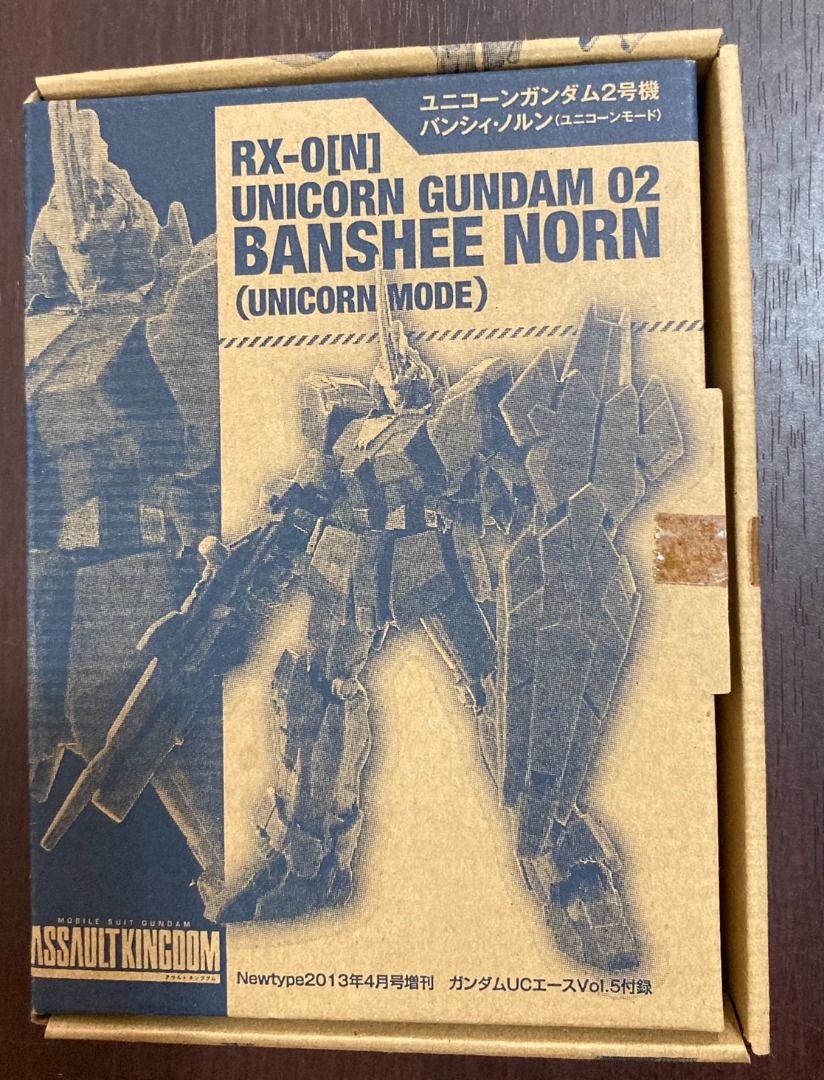 ユニコーンガンダム2号機
バンシィ・ノルン(ユニコーンモード)
RX-0[N]
UNICORN GUNDAM 02
BANSHEE NORN
(UNICORN MODE)
MOBILE SUIT GUNDAM
ASSAULT KINGDOM
アサルトキングダム
Newtype2013年4月号増刊 ガンダムUCエースVol.5付録